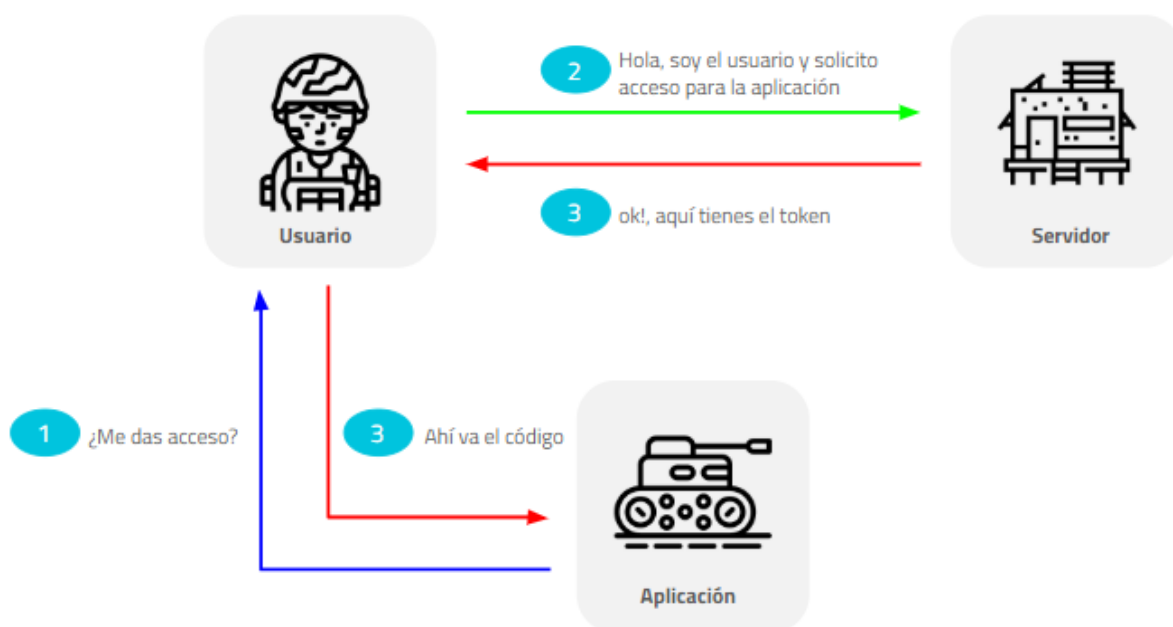 2
Hola, soy el usuario y solicito
acceso para la aplicación
3
ok!, aquí tienes el token
Usuario
Servidor
1
¿Me das acceso?
3
Ahí va el código
Aplicación